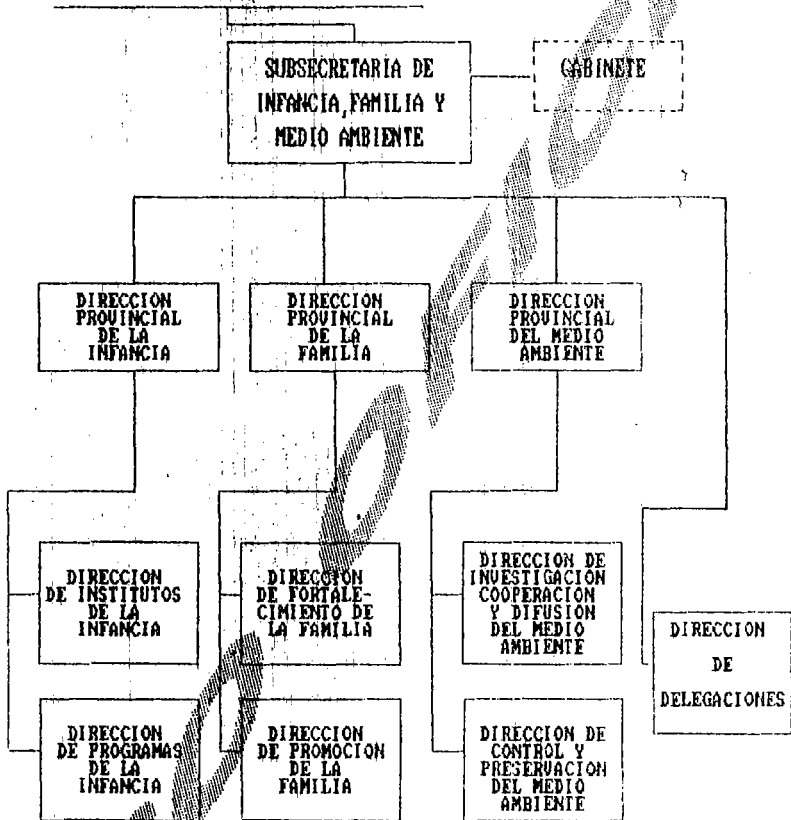 SUBSECRETARIA DE
INFANCIA, FAMILIA Y
MEDIO AMBIENTE
GABINETE
DIRECCION
PROVINCIAL
DE LA
INFANCIA
DIRECCION
PROVINCIAL
DE LA
FAMILIA
DIRECCION
PROVINCIAL
DEL MEDIO
AMBIENTE
DIRECCION
DE INSTITUTOS
DE LA
INFANCIA
DIRECCION
DE FORTALE-
CIMIENTO DE
LA FAMILIA
DIRECCION DE
INVESTIGACION
COOPERACION
Y DIFUSION
DEL MEDIO
AMBIENTE
DIRECCION
DE
DELEGACIONES
DIRECCION
DE PROGRAMAS
DE LA
INFANCIA
DIRECCION
DE PROMOCION
DE LA
FAMILIA
DIRECCION DE
CONTROL Y
PRESERVACION
DEL MEDIO
AMBIENTE